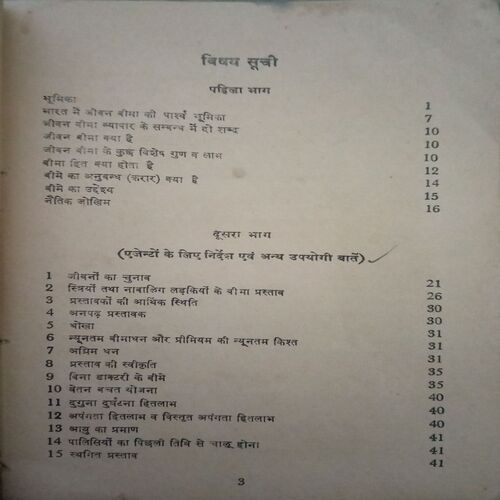 विषय सूची
पहिला भाग
भूमिका 1
भारत में जीवन बीमा की पार्श्व भूमिका 7
जीवन बीमा व्यापार के सम्बन्ध में दो शब्द 10
जीवन बीमा क्या है 10
जीवन बीमा के कुछ विशेष गुण व लाभ 10
बीमा हित क्या होता है 12
बीमे का अनुबन्ध (करार) क्या है 14
बीमे का उद्देश्य 15
नैतिक जोखिम 16
दूसरा भाग
(एजेन्टों के लिए निर्देश एवं अन्य उपयोगी बातें)
1 जीवनों का चुनाव 21
2 स्त्रियों तथा नाबालिग लड़कियों के बीमा प्रस्ताव 26
3 प्रस्तावकों की आर्थिक स्थिति 30
4 अनपढ़ प्रस्तावक 30
5 धोखा 31
6 न्यूनतम बीमाधन और प्रीमियम की न्यूनतम किश्त 31
7 अग्रिम धन 31
8 प्रस्ताव की स्वीकृति 35
9 बिना डाक्टरी के बीमे 35
10 वेतन बचत योजना 40
11 दुगुना दुर्घटना हितलाभ 40
12 अपंगता हितलाभ व विस्तृत अपंगता हितलाभ 40
13 आयु का प्रमाण 41
14 पालिसियों का पिछली तिथि से चालू होना 41
15 स्थगित प्रस्ताव 41
3